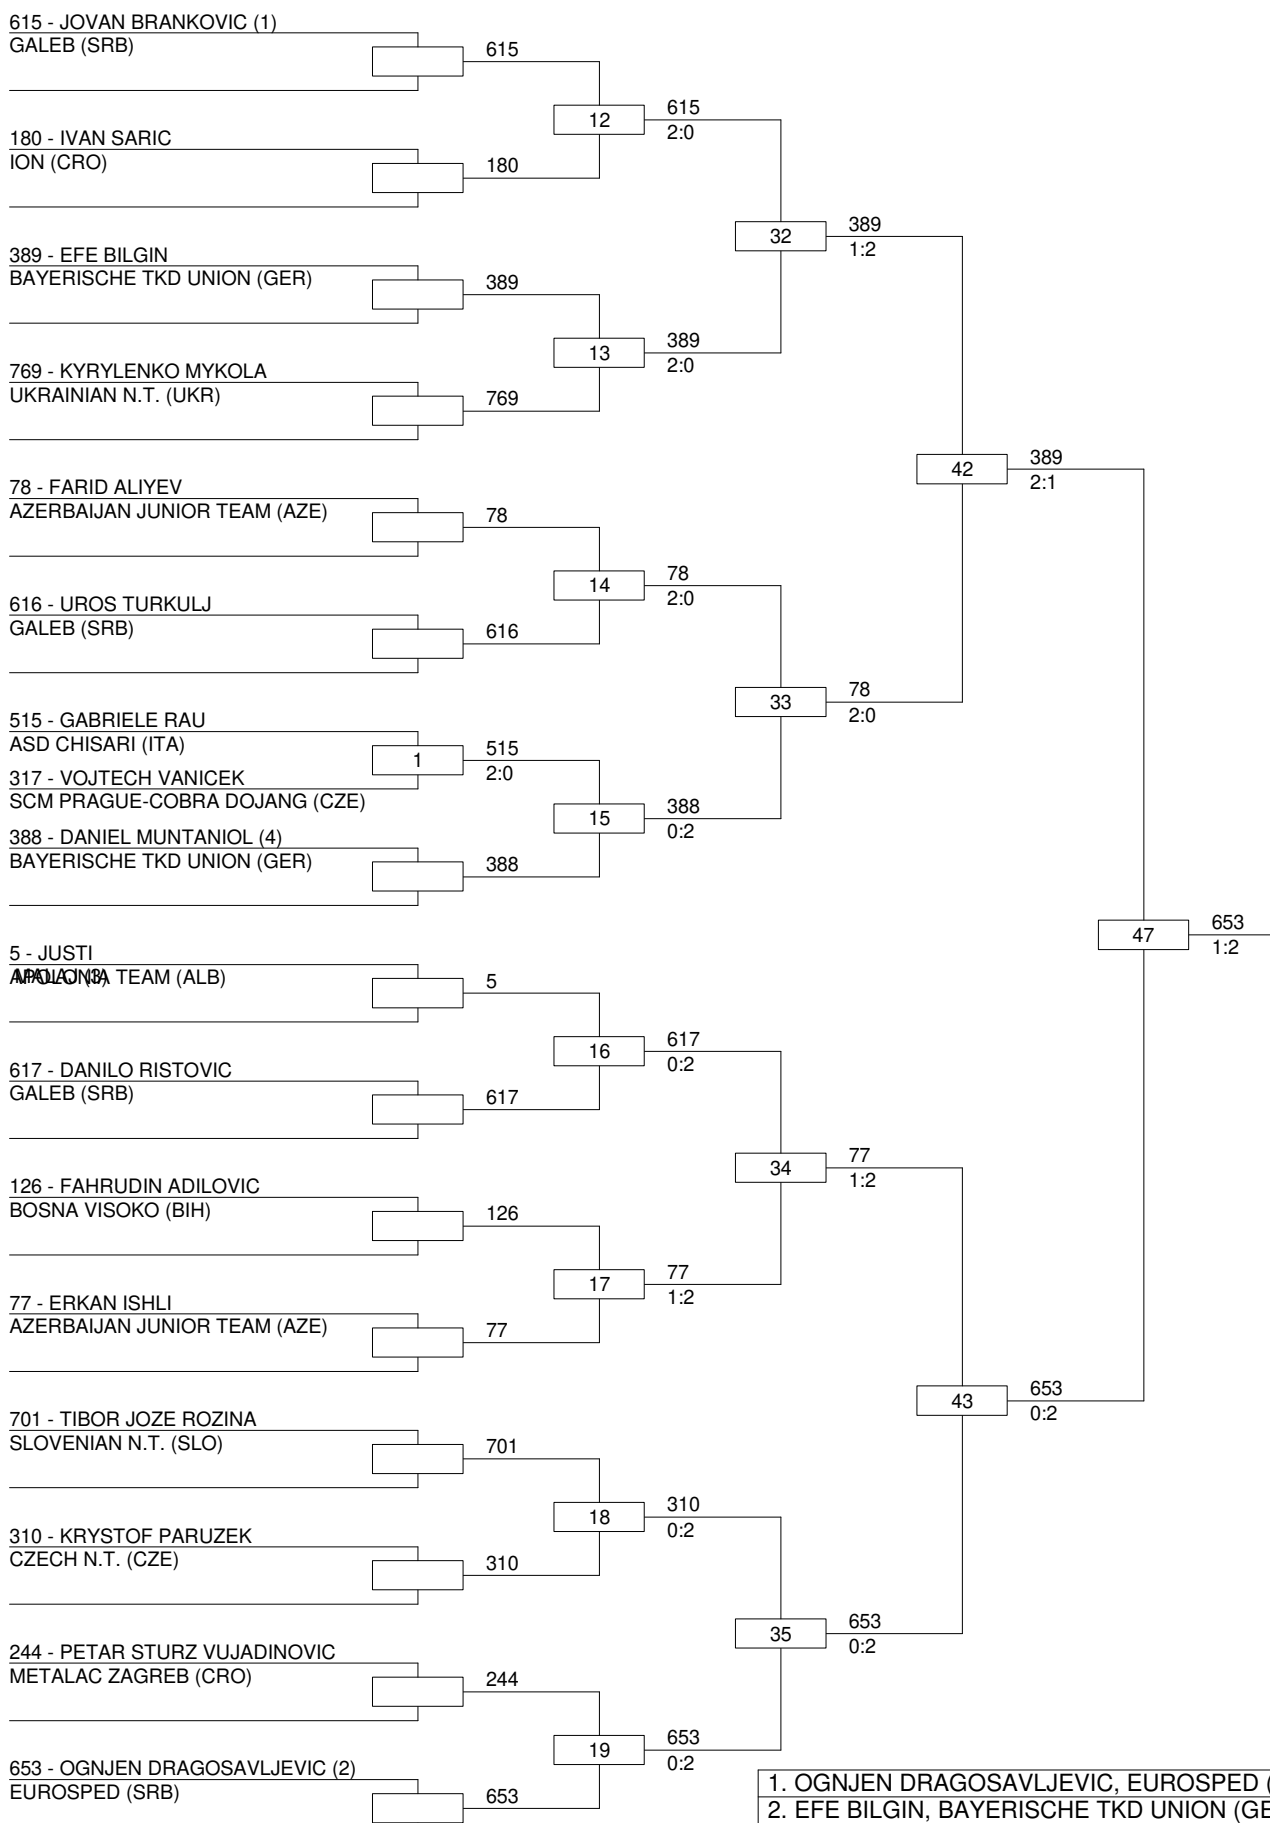 615 - JOVAN BRANKOVIC (1)
GALEB (SRB)
615
12
615
2:0
180 - IVAN SARIC
ION (CRO)
180
32
389
1:2
389 - EFE BILGIN
BAYERISCHE TKD UNION (GER)
389
13
389
2:0
769 - KYRYLENKO MYKOLA
UKRAINIAN N.T. (UKR)
769
42
389
2:1
78 - FARID ALIYEV
AZERBAIJAN JUNIOR TEAM (AZE)
78
14
78
2:0
616 - UROS TURKULJ
GALEB (SRB)
616
33
78
2:0
515 - GABRIELE RAU
ASD CHISARI (ITA)
1
515
2:0
317 - VOJTECH VANICEK
SCM PRAGUE-COBRA DOJANG (CZE)
15
388
0:2
388 - DANIEL MUNTANIOL (4)
BAYERISCHE TKD UNION (GER)
388
47
653
1:2
5 - JUSTI
TEAM (ALB)
5
16
617
0:2
617 - DANILO RISTOVIC
GALEB (SRB)
617
34
77
1:2
126 - FAHRUDIN ADILOVIC
BOSNA VISOKO (BIH)
126
17
77
1:2
77 - ERKAN ISHLI
AZERBAIJAN JUNIOR TEAM (AZE)
77
43
653
0:2
701 - TIBOR JOZE ROZINA
SLOVENIAN N.T. (SLO)
701
18
310
0:2
310 - KRYSTOF PARUZEK
CZECH N.T. (CZE)
310
35
653
0:2
244 - PETAR STURZ VUJADINOVIC
METALAC ZAGREB (CRO)
244
19
653
0:2
653 - OGNJEN DRAGOSAVLJEVIC (2)
EUROSPED (SRB)
653
1. OGNJEN DRAGOSAVLJEVIC, EUROSPED (
2. EFE BILGIN, BAYERISCHE TKD UNION (GE